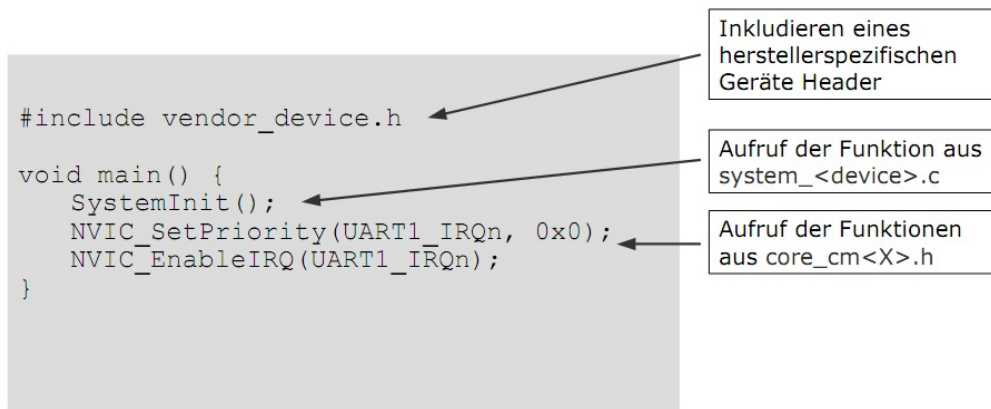 #include vendor_device.h
void main() {
SystemInit();
NVIC_SetPriority(UART1_IRQn, 0x0);
NVIC_EnableIRQ(UART1_IRQn);
}
Inkludieren eines
herstellerspezifischen
Geräte Header
Aufruf der Funktion aus
system_<device>.c
Aufruf der Funktionen
aus core_cm<X>.h